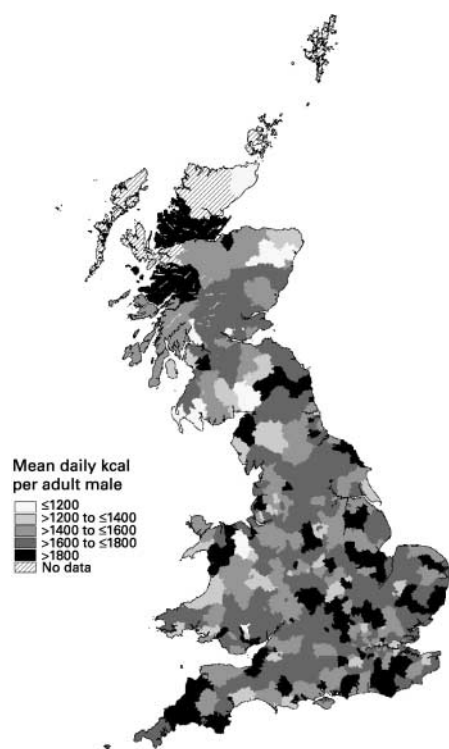 Mean daily kcal
per adult male
≤1200
>1200 to ≤1400
>1400 to ≤1600
>1600 to ≤1800
>1800
No data